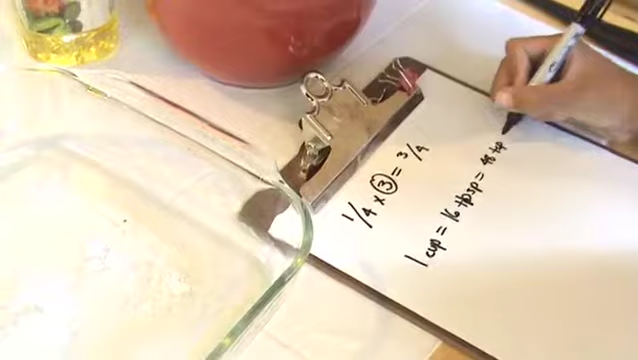 1/4 x 3 = 3/4
1 cup = 16 tbsp = 48 tsp